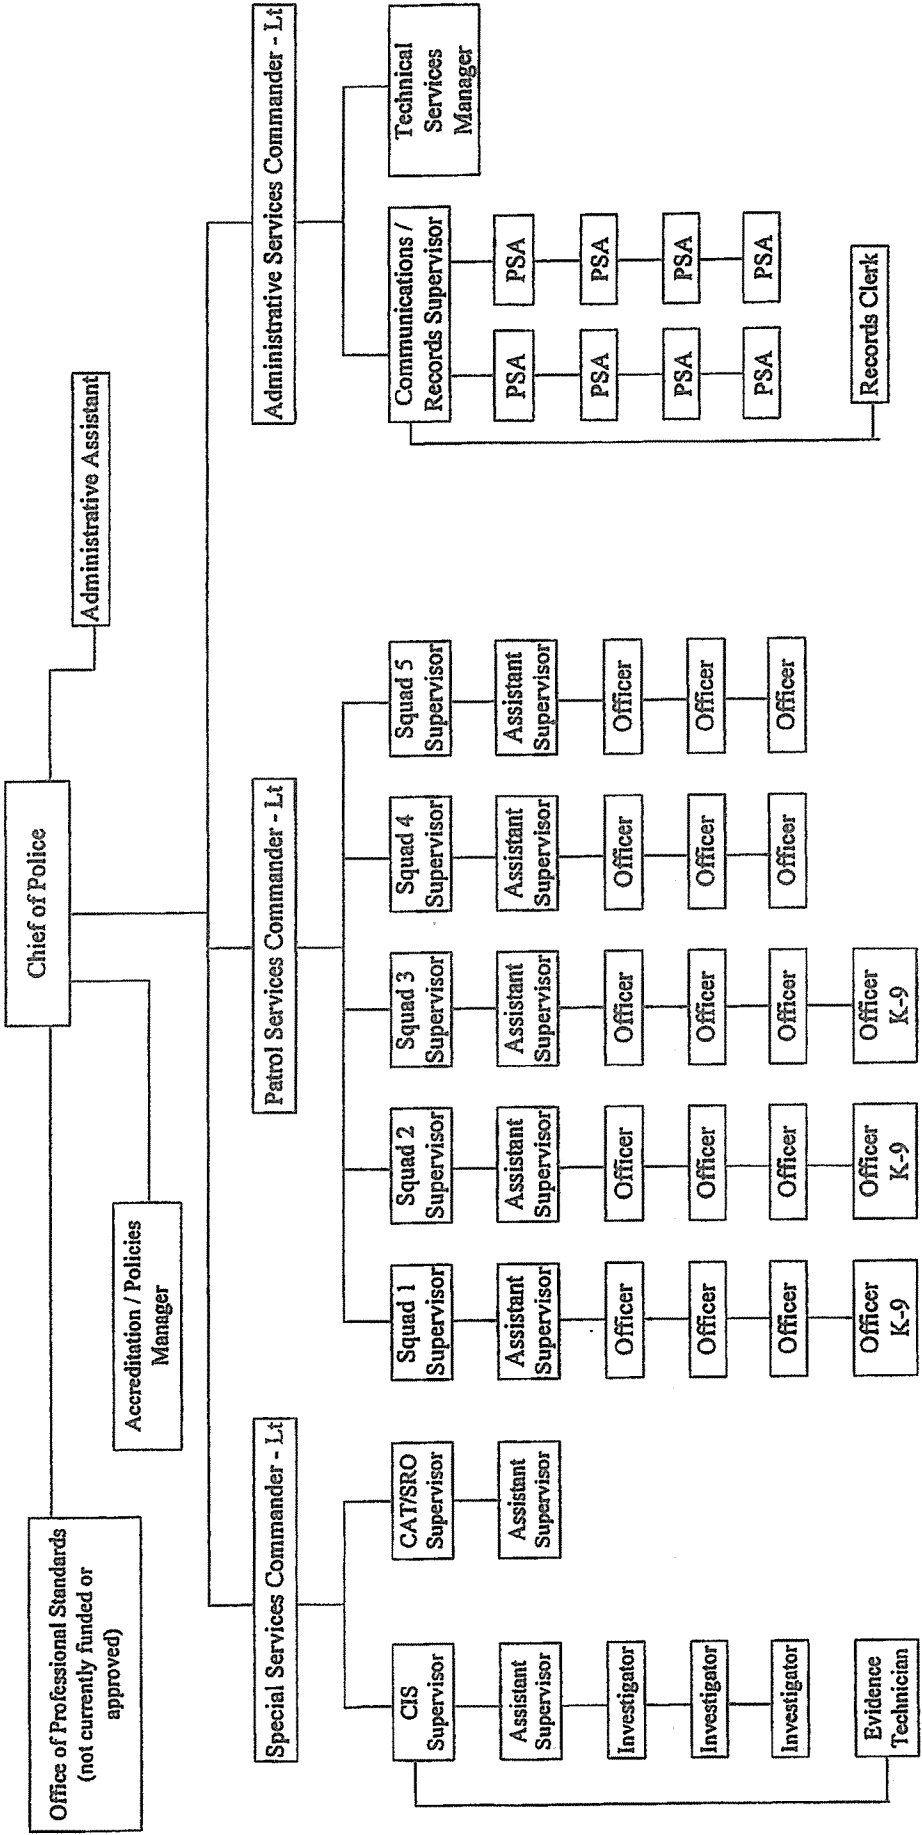 Chief of Police
Administrative Assistant
Office of Professional Standards
(not currently funded or
approved)
Accreditation / Policies
Manager
Special Services Commander - Lt
Patrol Services Commander - Lt
Administrative Services Commander - Lt
CIS
Supervisor
CAT/SRO
Supervisor
Squad 1
Supervisor
Squad 2
Supervisor
Squad 3
Supervisor
Squad 4
Supervisor
Squad 5
Supervisor
Communications /
Records Supervisor
Technical
Services
Manager
Assistant
Supervisor
Assistant
Supervisor
Assistant
Supervisor
Assistant
Supervisor
Assistant
Supervisor
Assistant
Supervisor
Assistant
Supervisor
PSA
PSA
Investigator
Officer
Officer
Officer
Officer
Officer
PSA
PSA
Investigator
Officer
Officer
Officer
Officer
Officer
PSA
PSA
Investigator
Officer
Officer
Officer
Officer
Officer
PSA
PSA
Evidence
Technician
Officer
K-9
Officer
K-9
Officer
K-9
Records Clerk